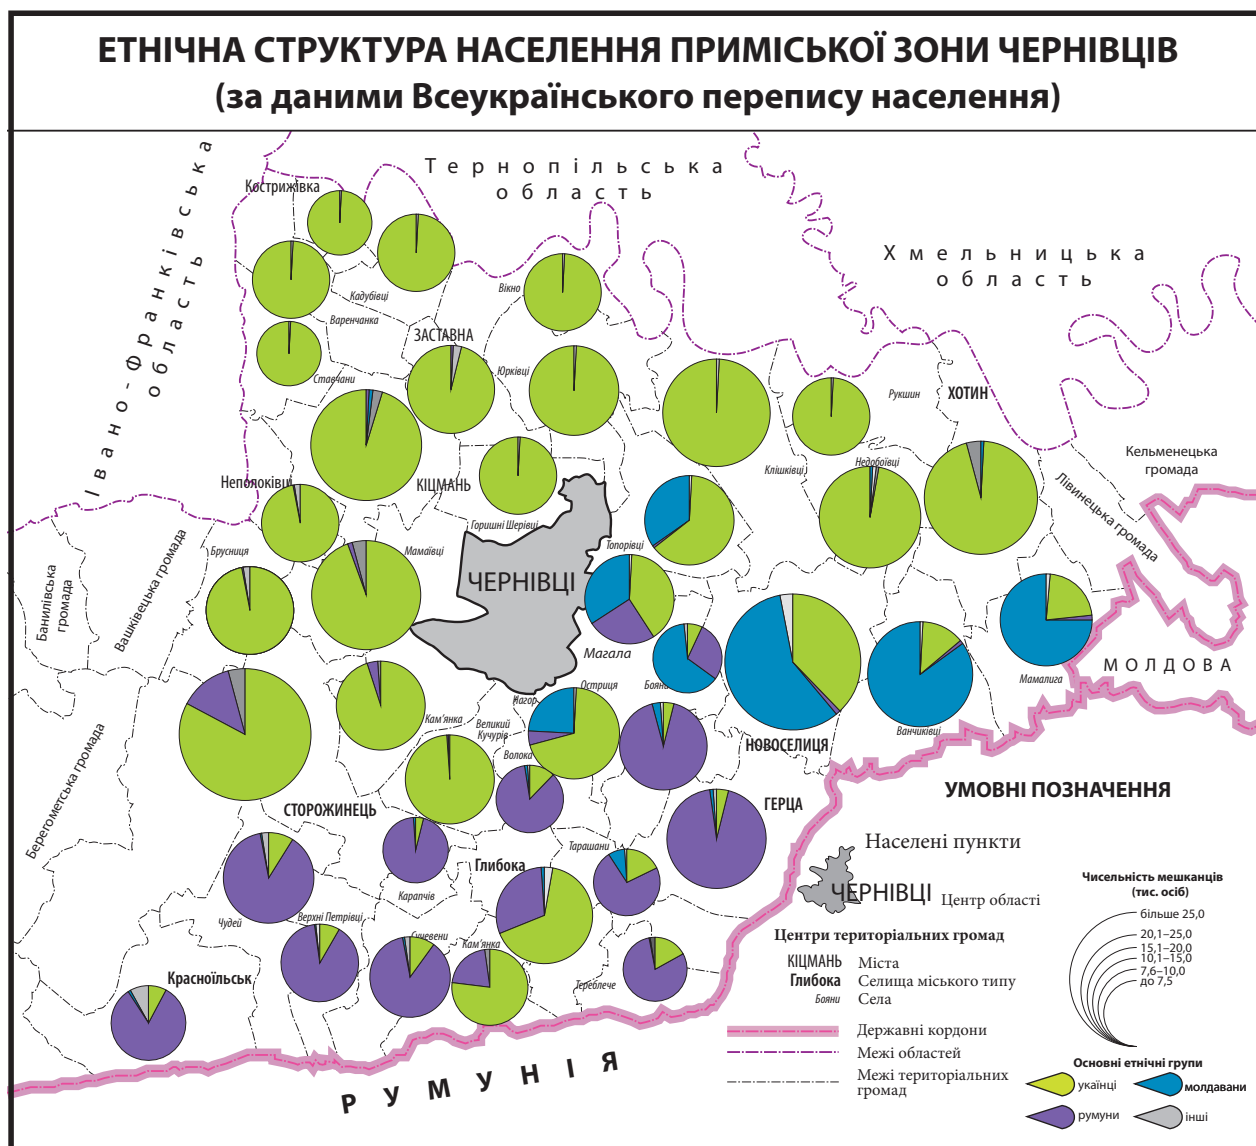 ЕТНІЧНА СТРУКТУРА НАСЕЛЕННЯ ПРИМІСЬКОЇ ЗОНИ ЧЕРНІВЦІВ
(за даними Всеукраїнського перепису населення)
Івано-Франківська
область
Тернопільська
область
Хмельницька
область
Кострижівка
Кадубівці
Вікно
Варенчанка
ЗАСТАВНА
Юрківці
Ставчани
Рукшин
ХОТИН
Клішківці
Недобоївці
Кельменецька
громада
Лівинецька громада
Неполоківці
КІЦМАНЬ
Горишні Шерівці
Брусниця
Мамаївці
Топорівці
ЧЕРНІВЦІ
Банилівська
громада
Вашківецька громада
Магала
Бояни
Остриця
Чагор
МОЛДОВА
Мамалига
Ванчиківці
НОВОСЕЛИЦЯ
Кам'янка
Великий
Кучурів
Волока
Берегометська громада
СТОРОЖИНЕЦЬ
ГЕРЦА
Тарашани
Глибока
Карапчів
Чудей
Верхні Петрівці
Сучевени
Кам'янка
Тереблече
Красноїльськ
РУМУНІЯ
УМОВНІ ПОЗНАЧЕННЯ
Населені пункти
ЧЕРНІВЦІ Центр області
Центри територіальних громад
КІЦМАНЬ Міста
Глибока Селища міського типу
Бояни Села
Державні кордони
Межі областей
Межі територіальних
громад
Чисельність мешканців
(тис. осіб)
більше 25,0
20,1–25,0
15,1–20,0
10,1–15,0
7,6–10,0
до 7,5
Основні етнічні групи
укаїнці
молдавани
румуни
інші